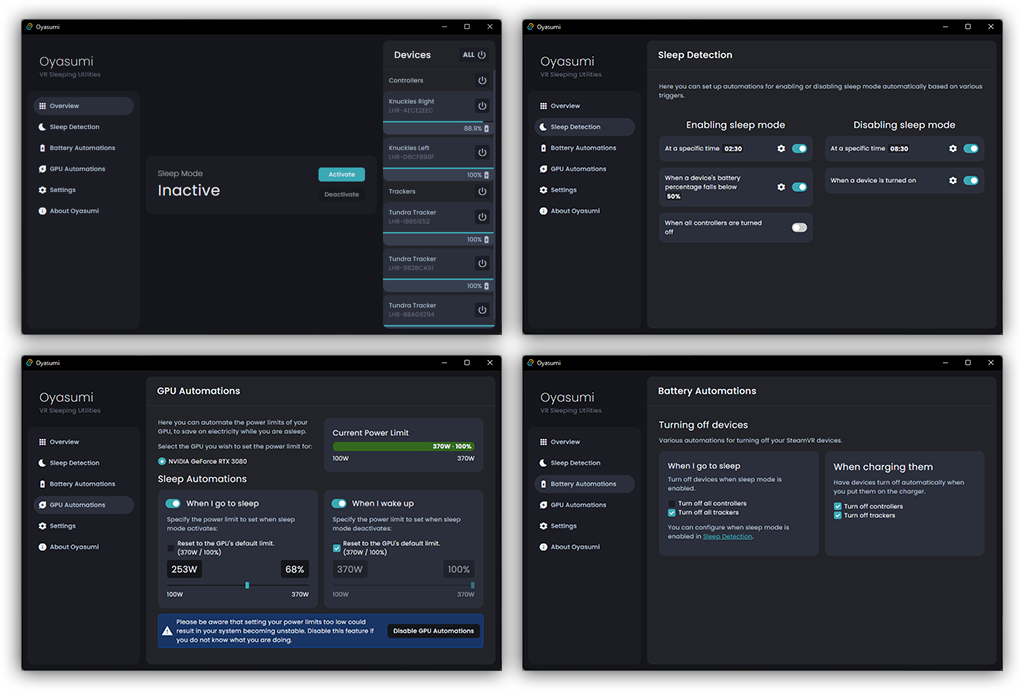 Oyasumi
Oyasumi
VR Sleeping Utilities
Overview
Sleep Detection
Battery Automations
GPU Automations
Settings
About Oyasumi
Sleep Mode
Inactive
Activate
Deactivate
Devices
ALL
Controllers
Knuckles Right
88.9%
Knuckles Left
100%
Trackers
Tundra Tracker
100%
Tundra Tracker
100%
Tundra Tracker
Oyasumi
Oyasumi
VR Sleeping Utilities
Overview
Sleep Detection
Battery Automations
GPU Automations
Settings
About Oyasumi
Sleep Detection
Here you can set up automations for enabling or disabling sleep mode automatically based on various
triggers.
Enabling sleep mode
At a specific time 02:30
When a device's battery
percentage falls below
50%
When all controllers are turned
off
Disabling sleep mode
At a specific time 08:30
When a device is turned on
Oyasumi
Oyasumi
VR Sleeping Utilities
Overview
Sleep Detection
Battery Automations
GPU Automations
Settings
About Oyasumi
GPU Automations
Here you can automate the power limits of your
GPU, to save on electricity while you are asleep.
Select the GPU you wish to set the power limit for:
NVIDIA GeForce RTX 3080
Current Power Limit
370W · 100%
100W 370W
Sleep Automations
When I go to sleep
Specify the power limit to set when sleep
mode activates:
Reset to the GPU's default limit.
(370W / 100%)
253W 68%
100W 370W
When I wake up
Specify the power limit to set when sleep
mode deactivates:
Reset to the GPU's default limit.
(370W / 100%)
370W 100%
100W 370W
Please be aware that setting your power limits too low could
result in your system becoming unstable. Disable this feature if
you do not know what you are doing.
Disable GPU Automations
Oyasumi
Oyasumi
VR Sleeping Utilities
Overview
Sleep Detection
Battery Automations
GPU Automations
Settings
About Oyasumi
Battery Automations
Turning off devices
Various automations for turning off your SteamVR devices.
When I go to sleep
Turn off devices when sleep mode is
enabled.
Turn off all controllers
Turn off all trackers
You can configure when sleep mode is
enabled in Sleep Detection.
When charging them
Have devices turn off automatically when
you put them on the charger.
Turn off controllers
Turn off trackers